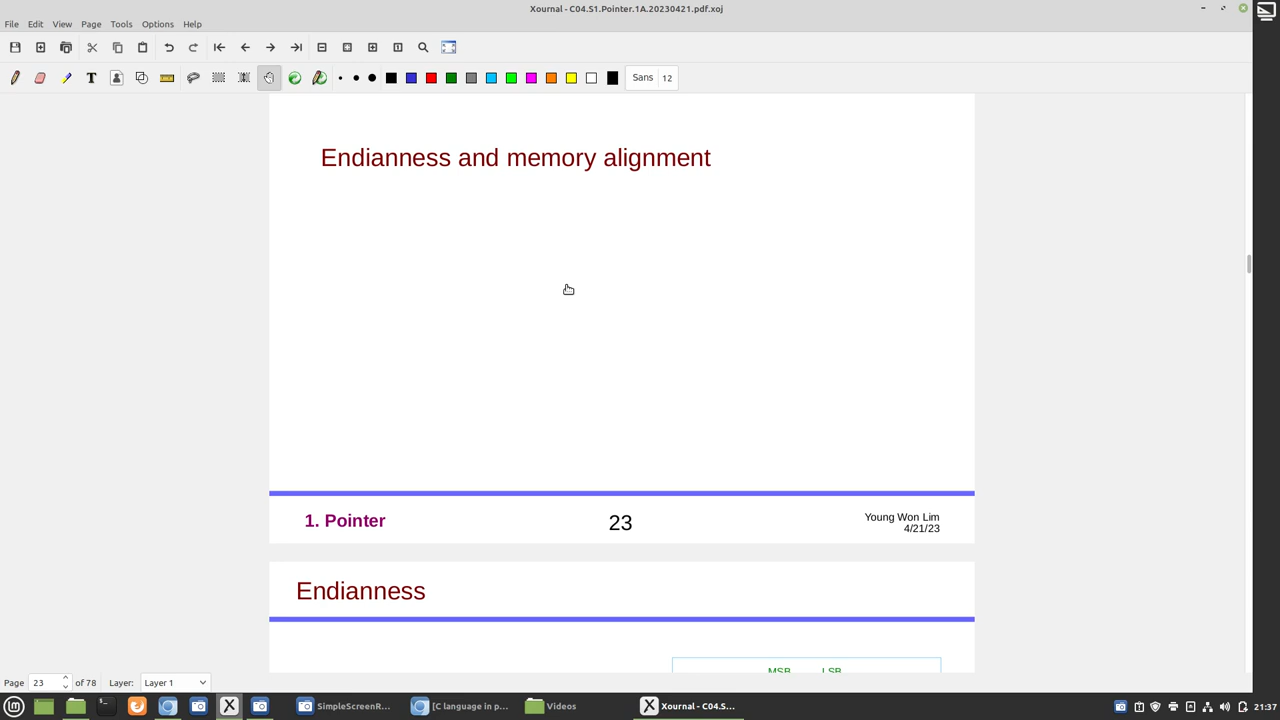 Xournal - C04.S1.Pointer.1A.20230421.pdf.xoj
File Edit View Page Tools Options Help
Sans 12
Endianness and memory alignment
1. Pointer
23
Young Won Lim
4/21/23
Endianness
MSB LSB
Page 23 of 78 Layer: Layer 1
SimpleScreenR...
[C language in p...
Videos
Xournal - C04.S...
21:37